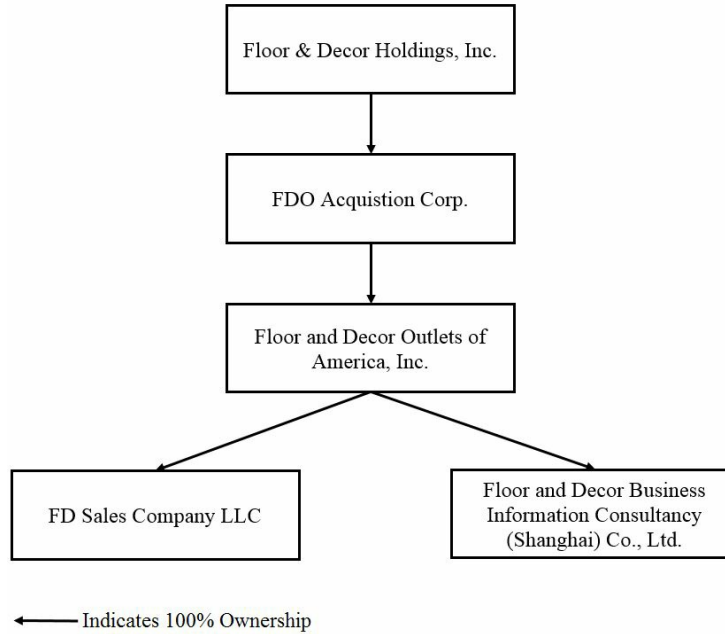 Floor & Decor Holdings, Inc.
FDO Acquistion Corp.
Floor and Decor Outlets of
America, Inc.
FD Sales Company LLC
Floor and Decor Business
Information Consultancy
(Shanghai) Co., Ltd.
Indicates 100% Ownership